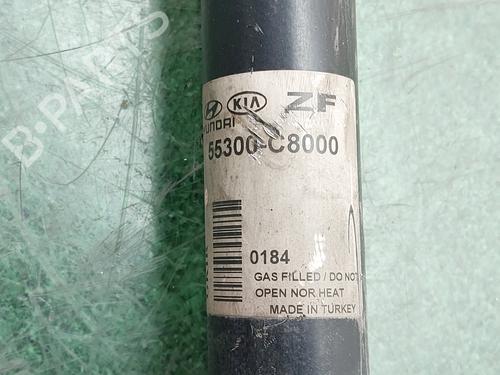 B-PARTS
KIA ZF
HYUNDAI
55300-C8000
0184
GAS FILLED / DO NOT
OPEN NOR HEAT
MADE IN TURKEY